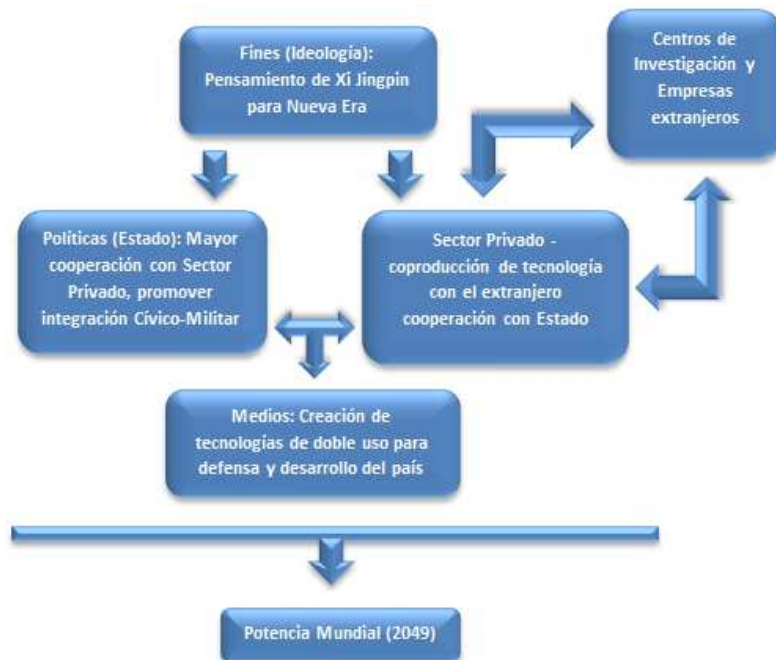 Fines (Ideología):
Pensamiento de Xi Jingpin
para Nueva Era
Centros de
Investigación y
Empresas
extranjeros
Políticas (Estado): Mayor
cooperación con Sector
Privado, promover
integración Cívico-Militar
Sector Privado -
coproducción de tecnología
con el extranjero
cooperación con Estado
Medios: Creación de
tecnologías de doble uso para
defensa y desarrollo del país
Potencia Mundial (2049)